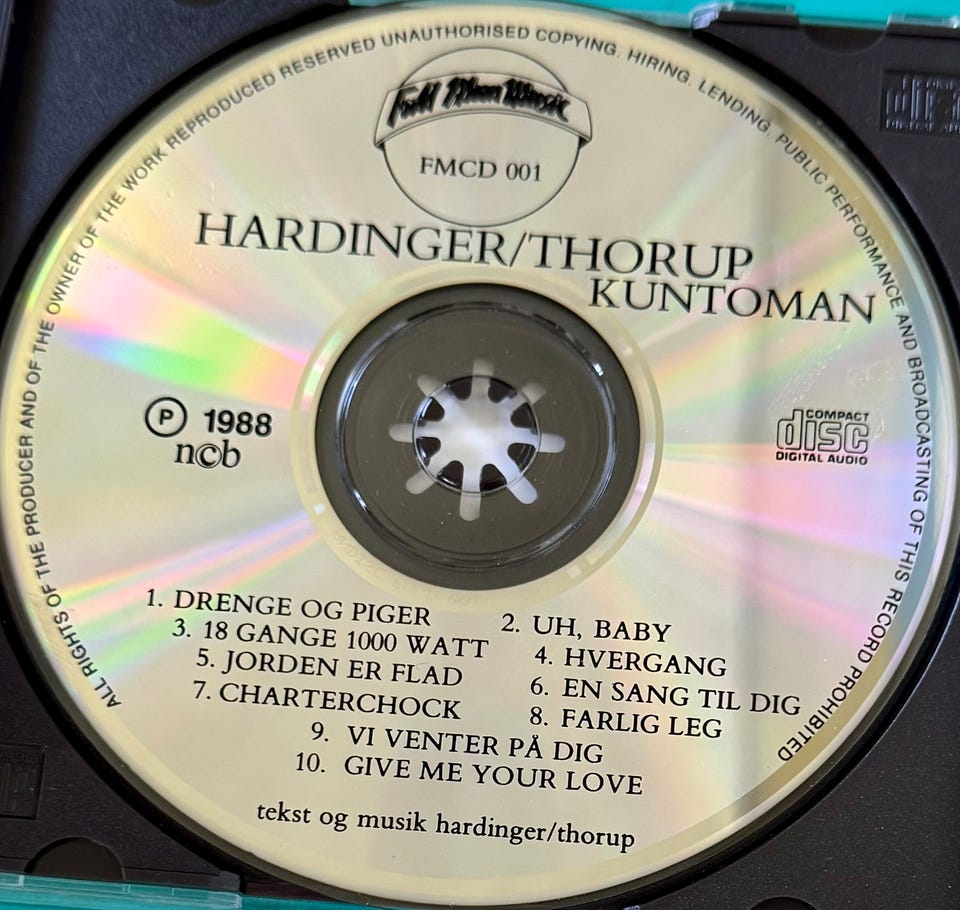 ALL RIGHTS OF THE PRODUCER AND OF THE OWNER OF THE WORK REPRODUCED RESERVED UNAUTHORISED COPYING. HIRING. LENDING. PUBLIC PERFORMANCE AND BROADCASTING OF THIS RECORD PROHIBITED
FMCD 001
HARDINGER/THORUP
KUNTOMAN
℗ 1988
ncb
COMPACT
disc
DIGITAL AUDIO
1. DRENGE OG PIGER
2. UH, BABY
3. 18 GANGE 1000 WATT
4. HVERGANG
5. JORDEN ER FLAD
6. EN SANG TIL DIG
7. CHARTERCHOCK
8. FARLIG LEG
9. VI VENTER PÅ DIG
10. GIVE ME YOUR LOVE
tekst og musik hardinger/thorup